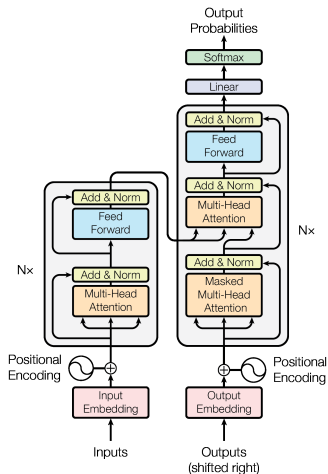 Output
Probabilities
Softmax
Linear
Add & Norm
Feed
Forward
Add & Norm
Multi-Head
Attention
Add & Norm
Masked
Multi-Head
Attention
N×
Positional
Encoding
Output
Embedding
Outputs
(shifted right)
Add & Norm
Feed
Forward
Add & Norm
Multi-Head
Attention
N×
Positional
Encoding
Input
Embedding
Inputs